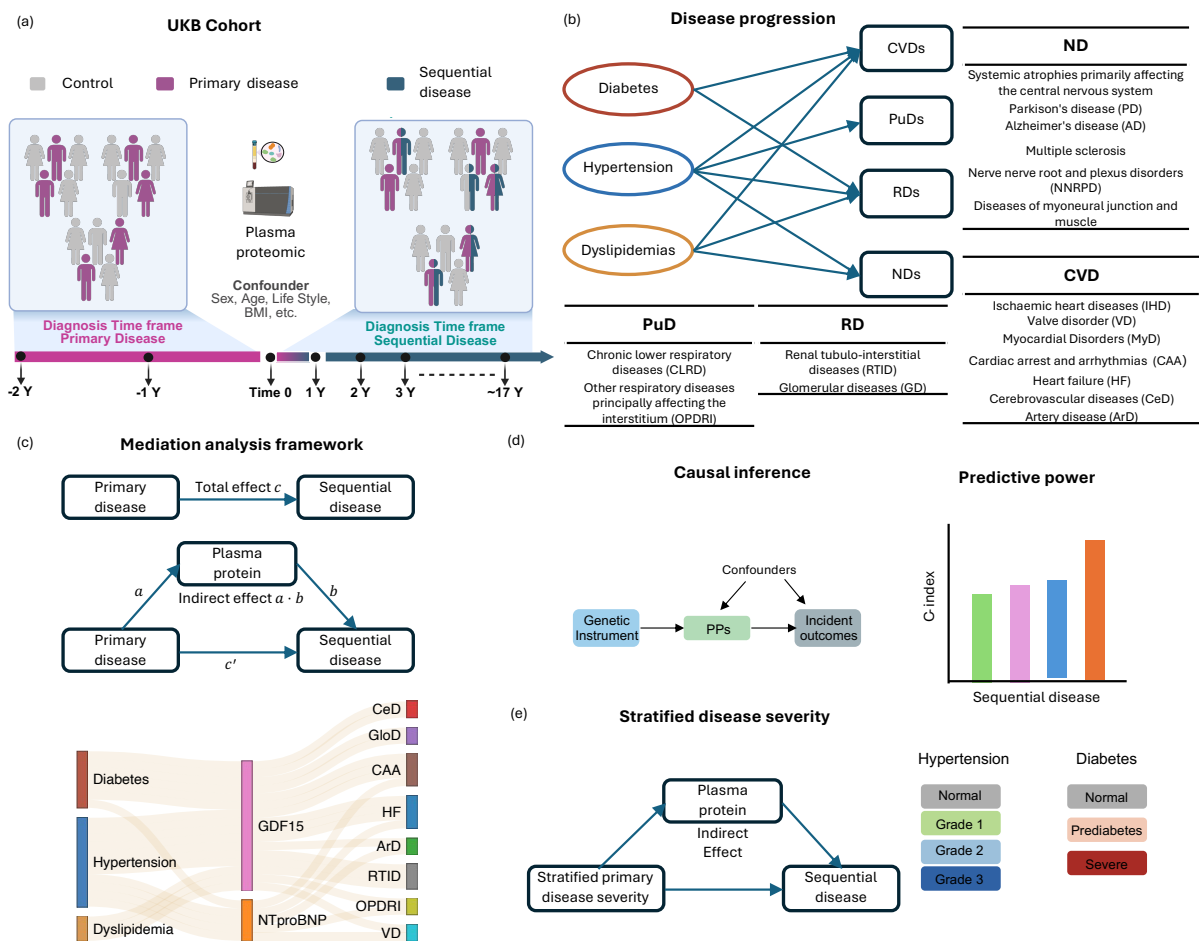 (a)
UKB Cohort
Control
Primary disease
Sequential
disease
Plasma
proteomic
Confounder
Sex, Age, Life Style,
BMI, etc.
Diagnosis Time frame
Primary Disease
Diagnosis Time frame
Sequential Disease
-2 Y
-1 Y
Time 0
1 Y
2 Y
3 Y
~17 Y
(b)
Disease progression
Diabetes
Hypertension
Dyslipidemias
CVDs
PuDs
RDs
NDs
ND
Systemic atrophies primarily affecting
the central nervous system
Parkison's disease (PD)
Alzheimer's disease (AD)
Multiple sclerosis
Nerve nerve root and plexus disorders
(NNRPD)
Diseases of myoneural junction and
muscle
PuD
Chronic lower respiratory
diseases (CLRD)
Other respiratory diseases
principally affecting the
interstitium (OPDRI)
RD
Renal tubulo-interstitial
diseases (RTID)
Glomerular diseases (GD)
CVD
Ischaemic heart diseases (IHD)
Valve disorder (VD)
Myocardial Disorders (MyD)
Cardiac arrest and arrhythmias (CAA)
Heart failure (HF)
Cerebrovascular diseases (CeD)
Artery disease (ArD)
(c)
Mediation analysis framework
Primary
disease
Total effect c
Sequential
disease
Plasma
protein
a
Indirect effect a · b
b
Primary
disease
c′
Sequential
disease
Diabetes
Hypertension
Dyslipidemia
GDF15
NTproBNP
CeD
GloD
CAA
HF
ArD
RTID
OPDRI
VD
(d)
Causal inference
Confounders
Genetic
Instrument
PPs
Incident
outcomes
Predictive power
C-index
Sequential disease
(e)
Stratified disease severity
Plasma
protein
Indirect
Effect
Stratified primary
disease severity
Sequential
disease
Hypertension
Normal
Grade 1
Grade 2
Grade 3
Diabetes
Normal
Prediabetes
Severe